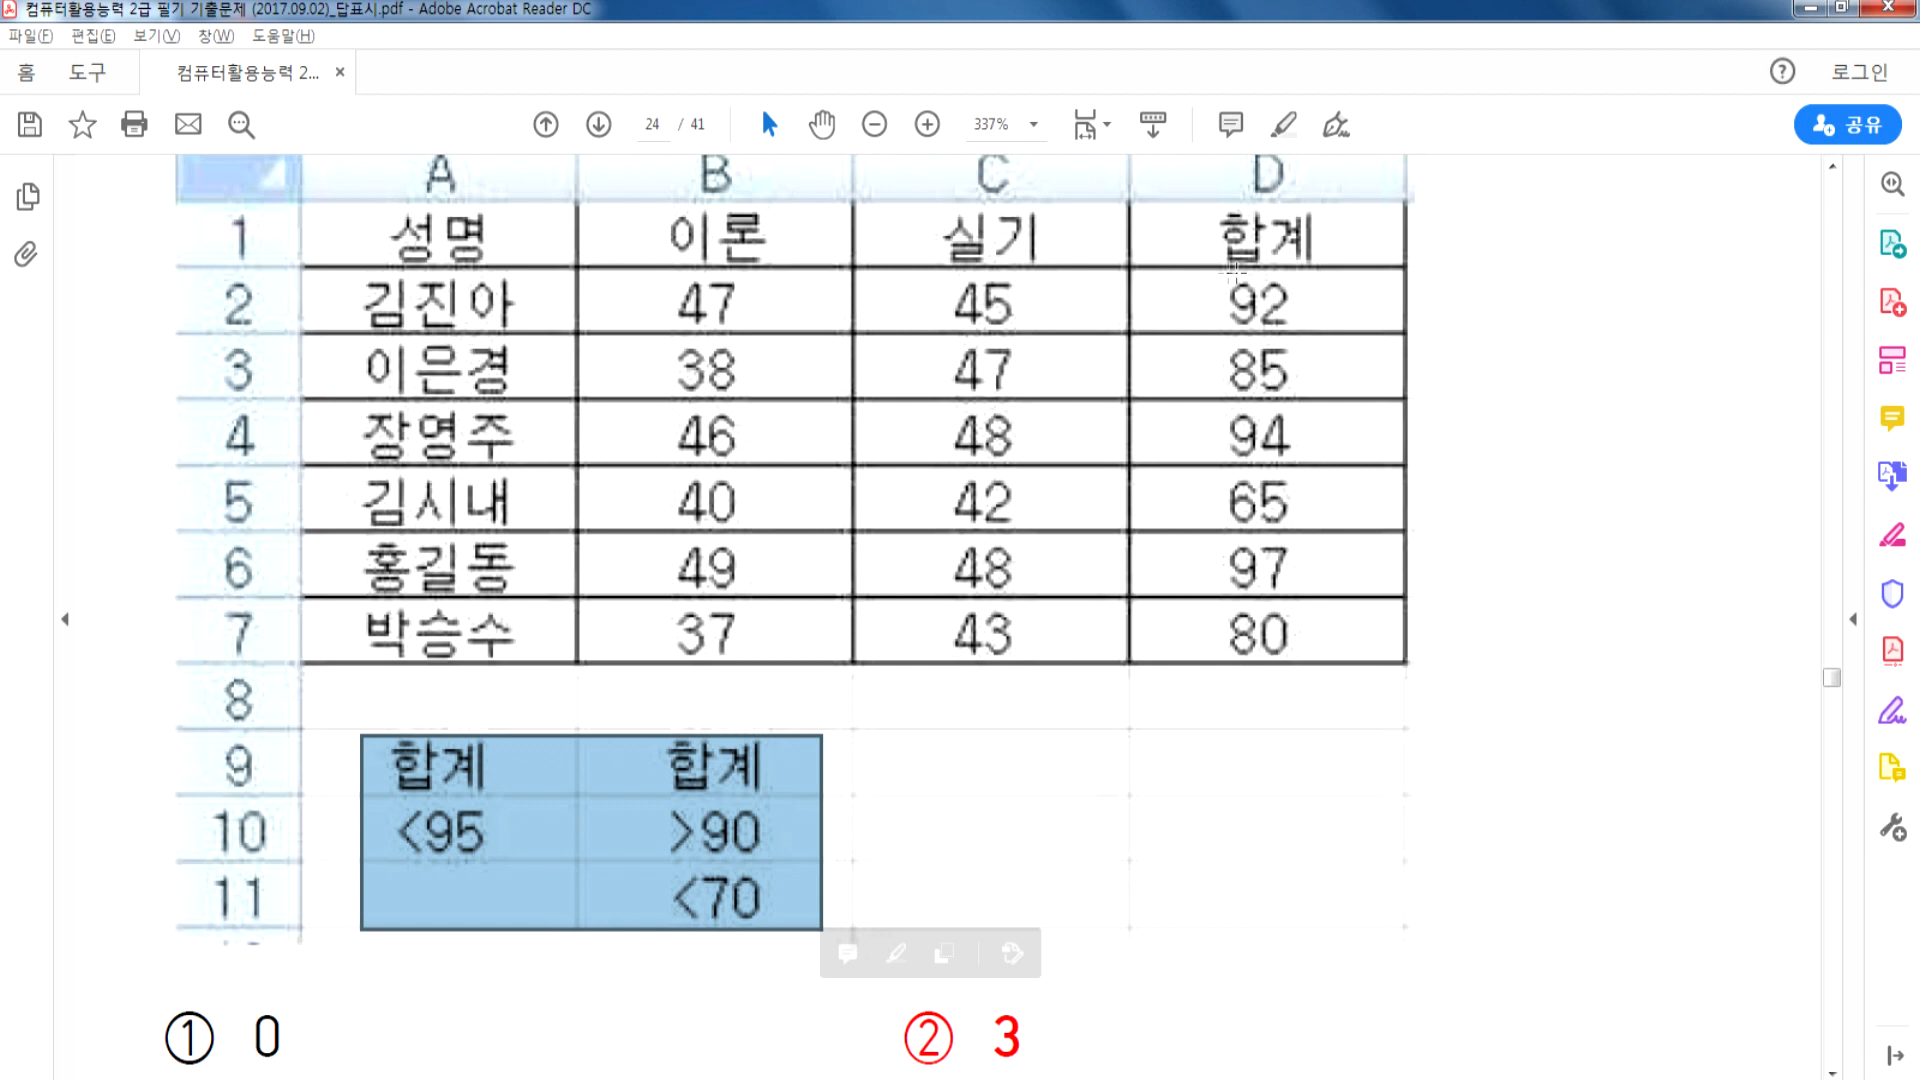 컴퓨터활용능력 2급 필기 기출문제 (2017.09.02)_답표시.pdf - Adobe Acrobat Reader DC
파일(F) 편집(E) 보기(V) 창(W) 도움말(H)
홈 도구 컴퓨터활용능력 2... × 로그인
24 / 41 337% 공유
A B C D
1 성명 이론 실기 합계
2 김진아 47 45 92
3 이은경 38 47 85
4 장영주 46 48 94
5 김시내 40 42 65
6 홍길동 49 48 97
7 박승수 37 43 80
8
9 합계 합계
10 <95 >90
11 <70
① 0 ② 3